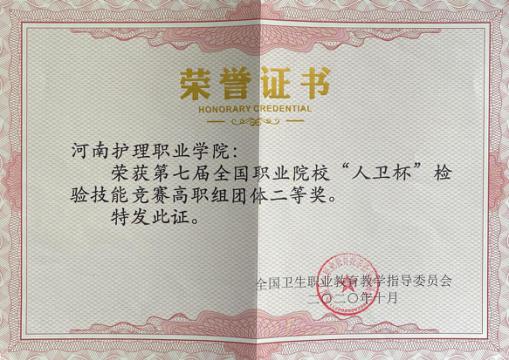 荣誉证书
HONORARY CREDENTIAL
河南护理职业学院：
荣获第七届全国职业院校“人卫杯”检
验技能竞赛高职组团体二等奖。
特发此证。
全国卫生职业教育教学指导委员会
二〇二〇年十月